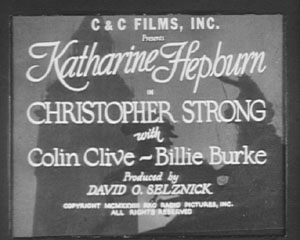 C & C FILMS, INC.
Presents
Katharine Hepburn
IN
CHRISTOPHER STRONG
with
Colin Clive ~ Billie Burke
Produced by
DAVID O. SELZNICK
COPYRIGHT MCMXXXIII RKO RADIO PICTURES, INC.
ALL RIGHTS RESERVED